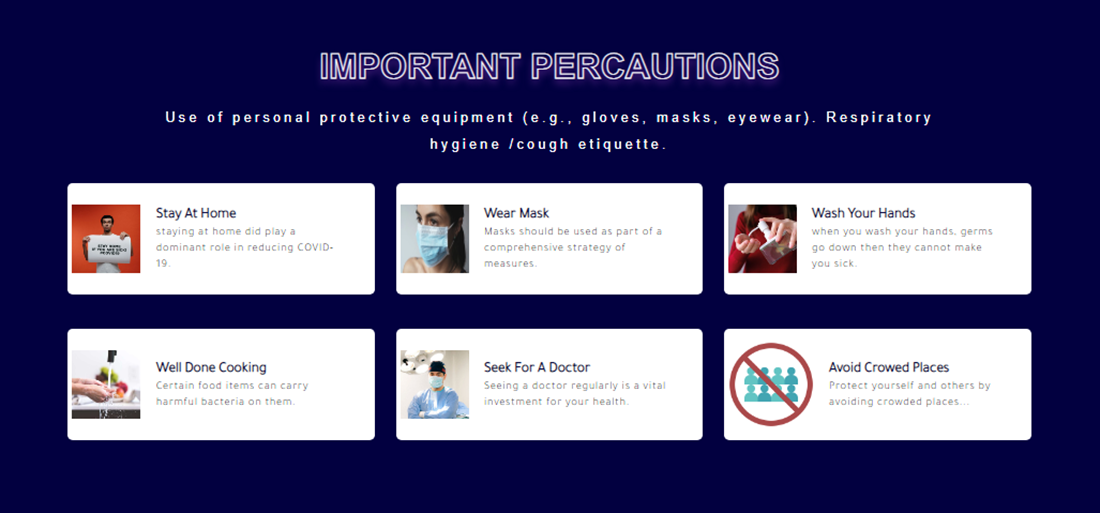 IMPORTANT PERCAUTIONS
Use of personal protective equipment (e.g., gloves, masks, eyewear). Respiratory
hygiene /cough etiquette.
Stay At Home
staying at home did play a
dominant role in reducing COVID-
19.
Wear Mask
Masks should be used as part of a
comprehensive strategy of
measures.
Wash Your Hands
when you wash your hands, germs
go down then they cannot make
you sick.
Well Done Cooking
Certain food items can carry
harmful bacteria on them.
Seek For A Doctor
Seeing a doctor regularly is a vital
investment for your health.
Avoid Crowed Places
Protect yourself and others by
avoiding crowded places...